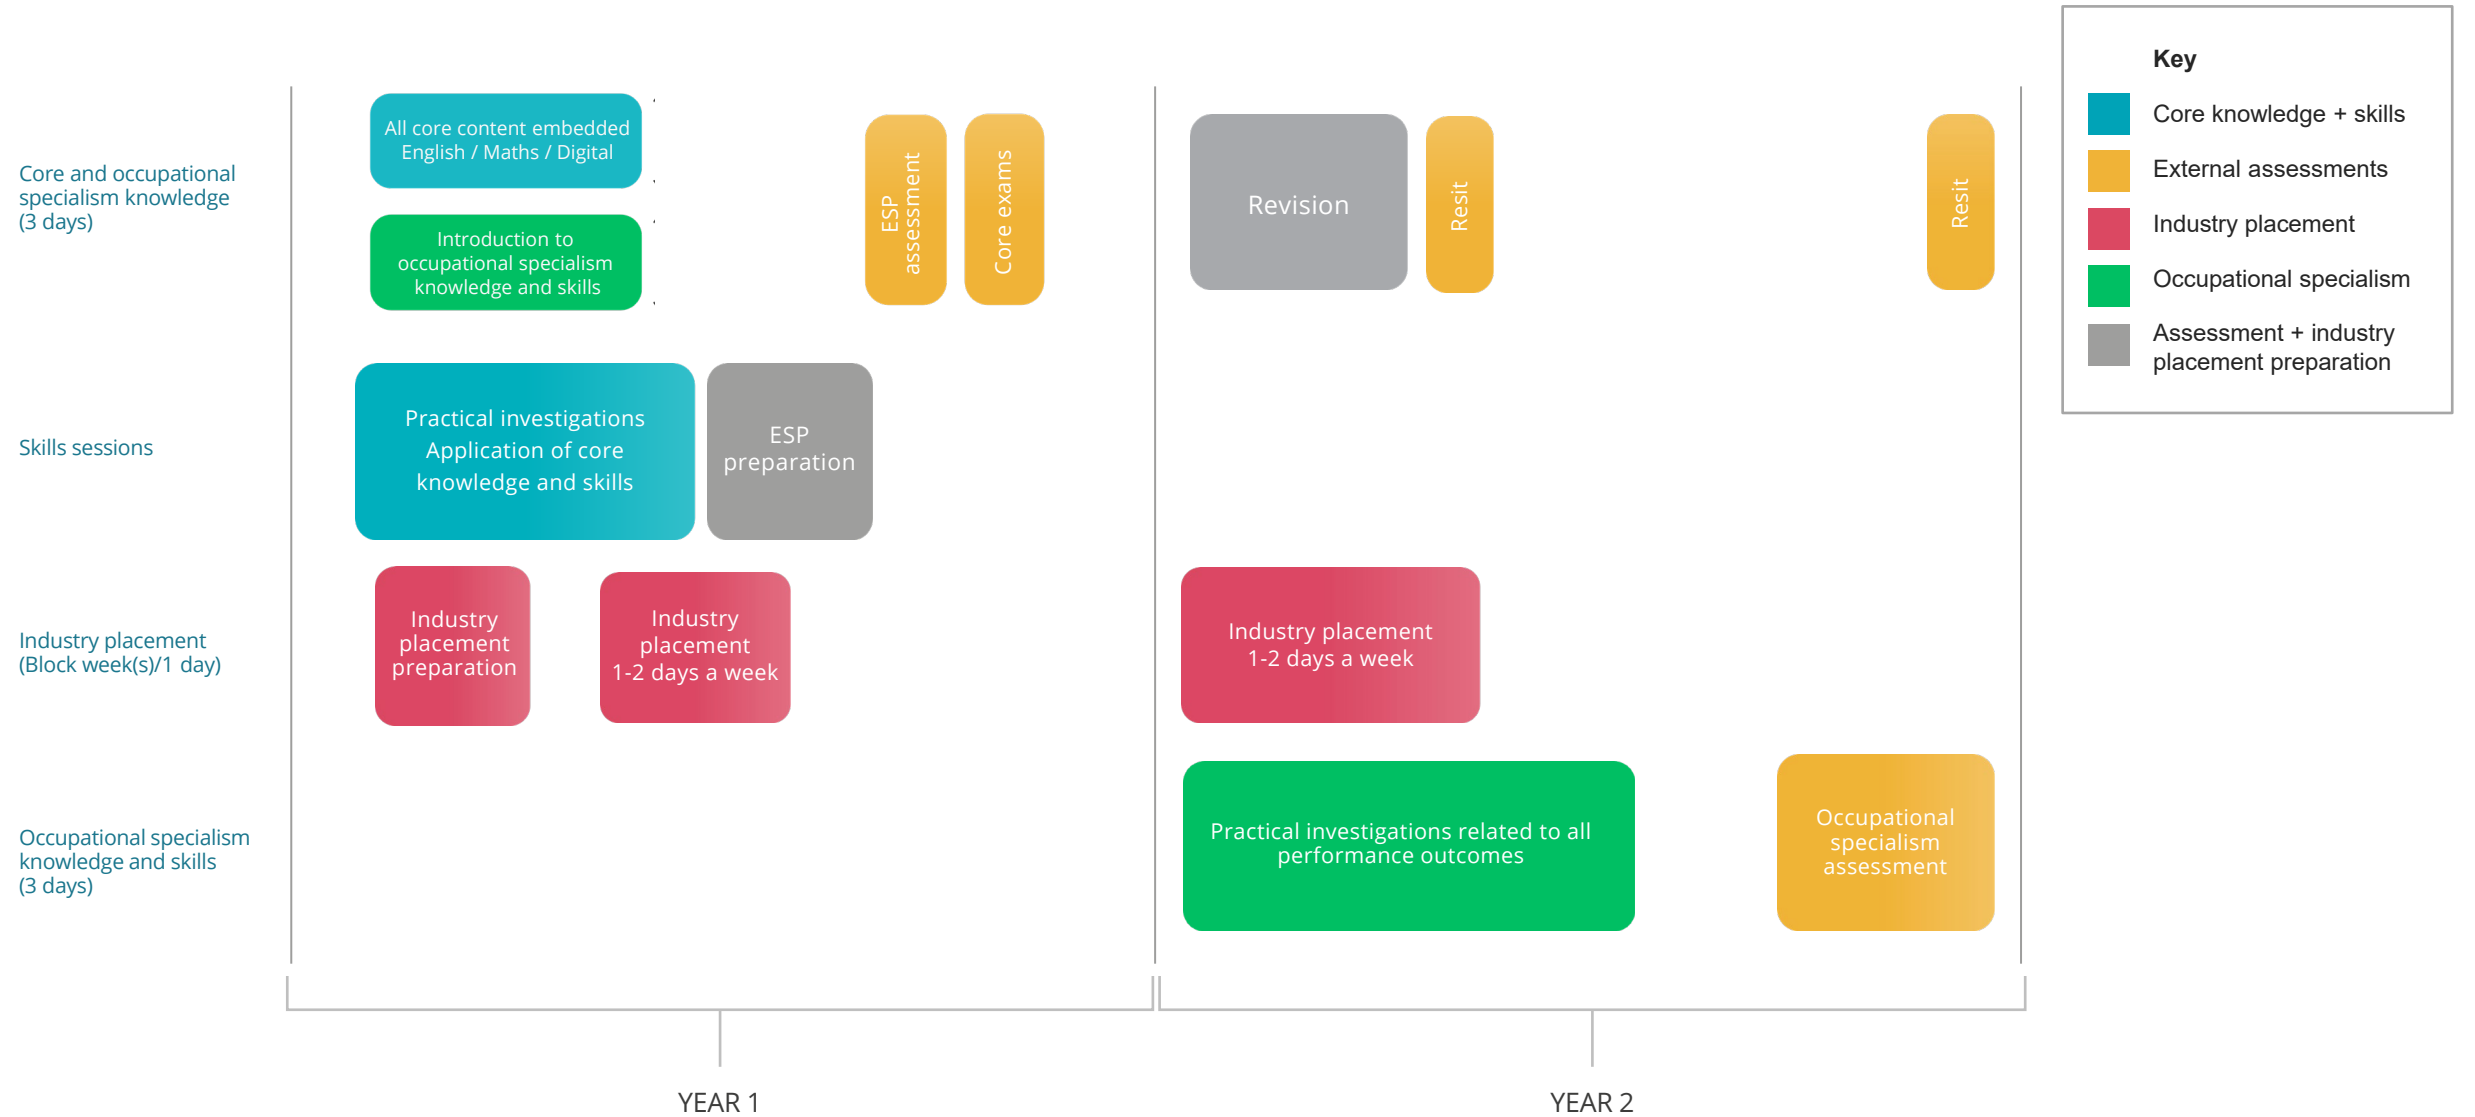 Key
Core knowledge + skills
External assessments
Industry placement
Occupational specialism
Assessment + industry
placement preparation
Core and occupational
specialism knowledge
(3 days)
All core content embedded
English / Maths / Digital
Introduction to
occupational specialism
knowledge and skills
ESP
assessment
Core exams
Revision
Resit
Resit
Skills sessions
Practical investigations
Application of core
knowledge and skills
ESP
preparation
Industry placement
(Block week(s)/1 day)
Industry
placement
preparation
Industry
placement
1-2 days a week
Industry placement
1-2 days a week
Occupational specialism
knowledge and skills
(3 days)
Practical investigations related to all
performance outcomes
Occupational
specialism
assessment
YEAR 1
YEAR 2